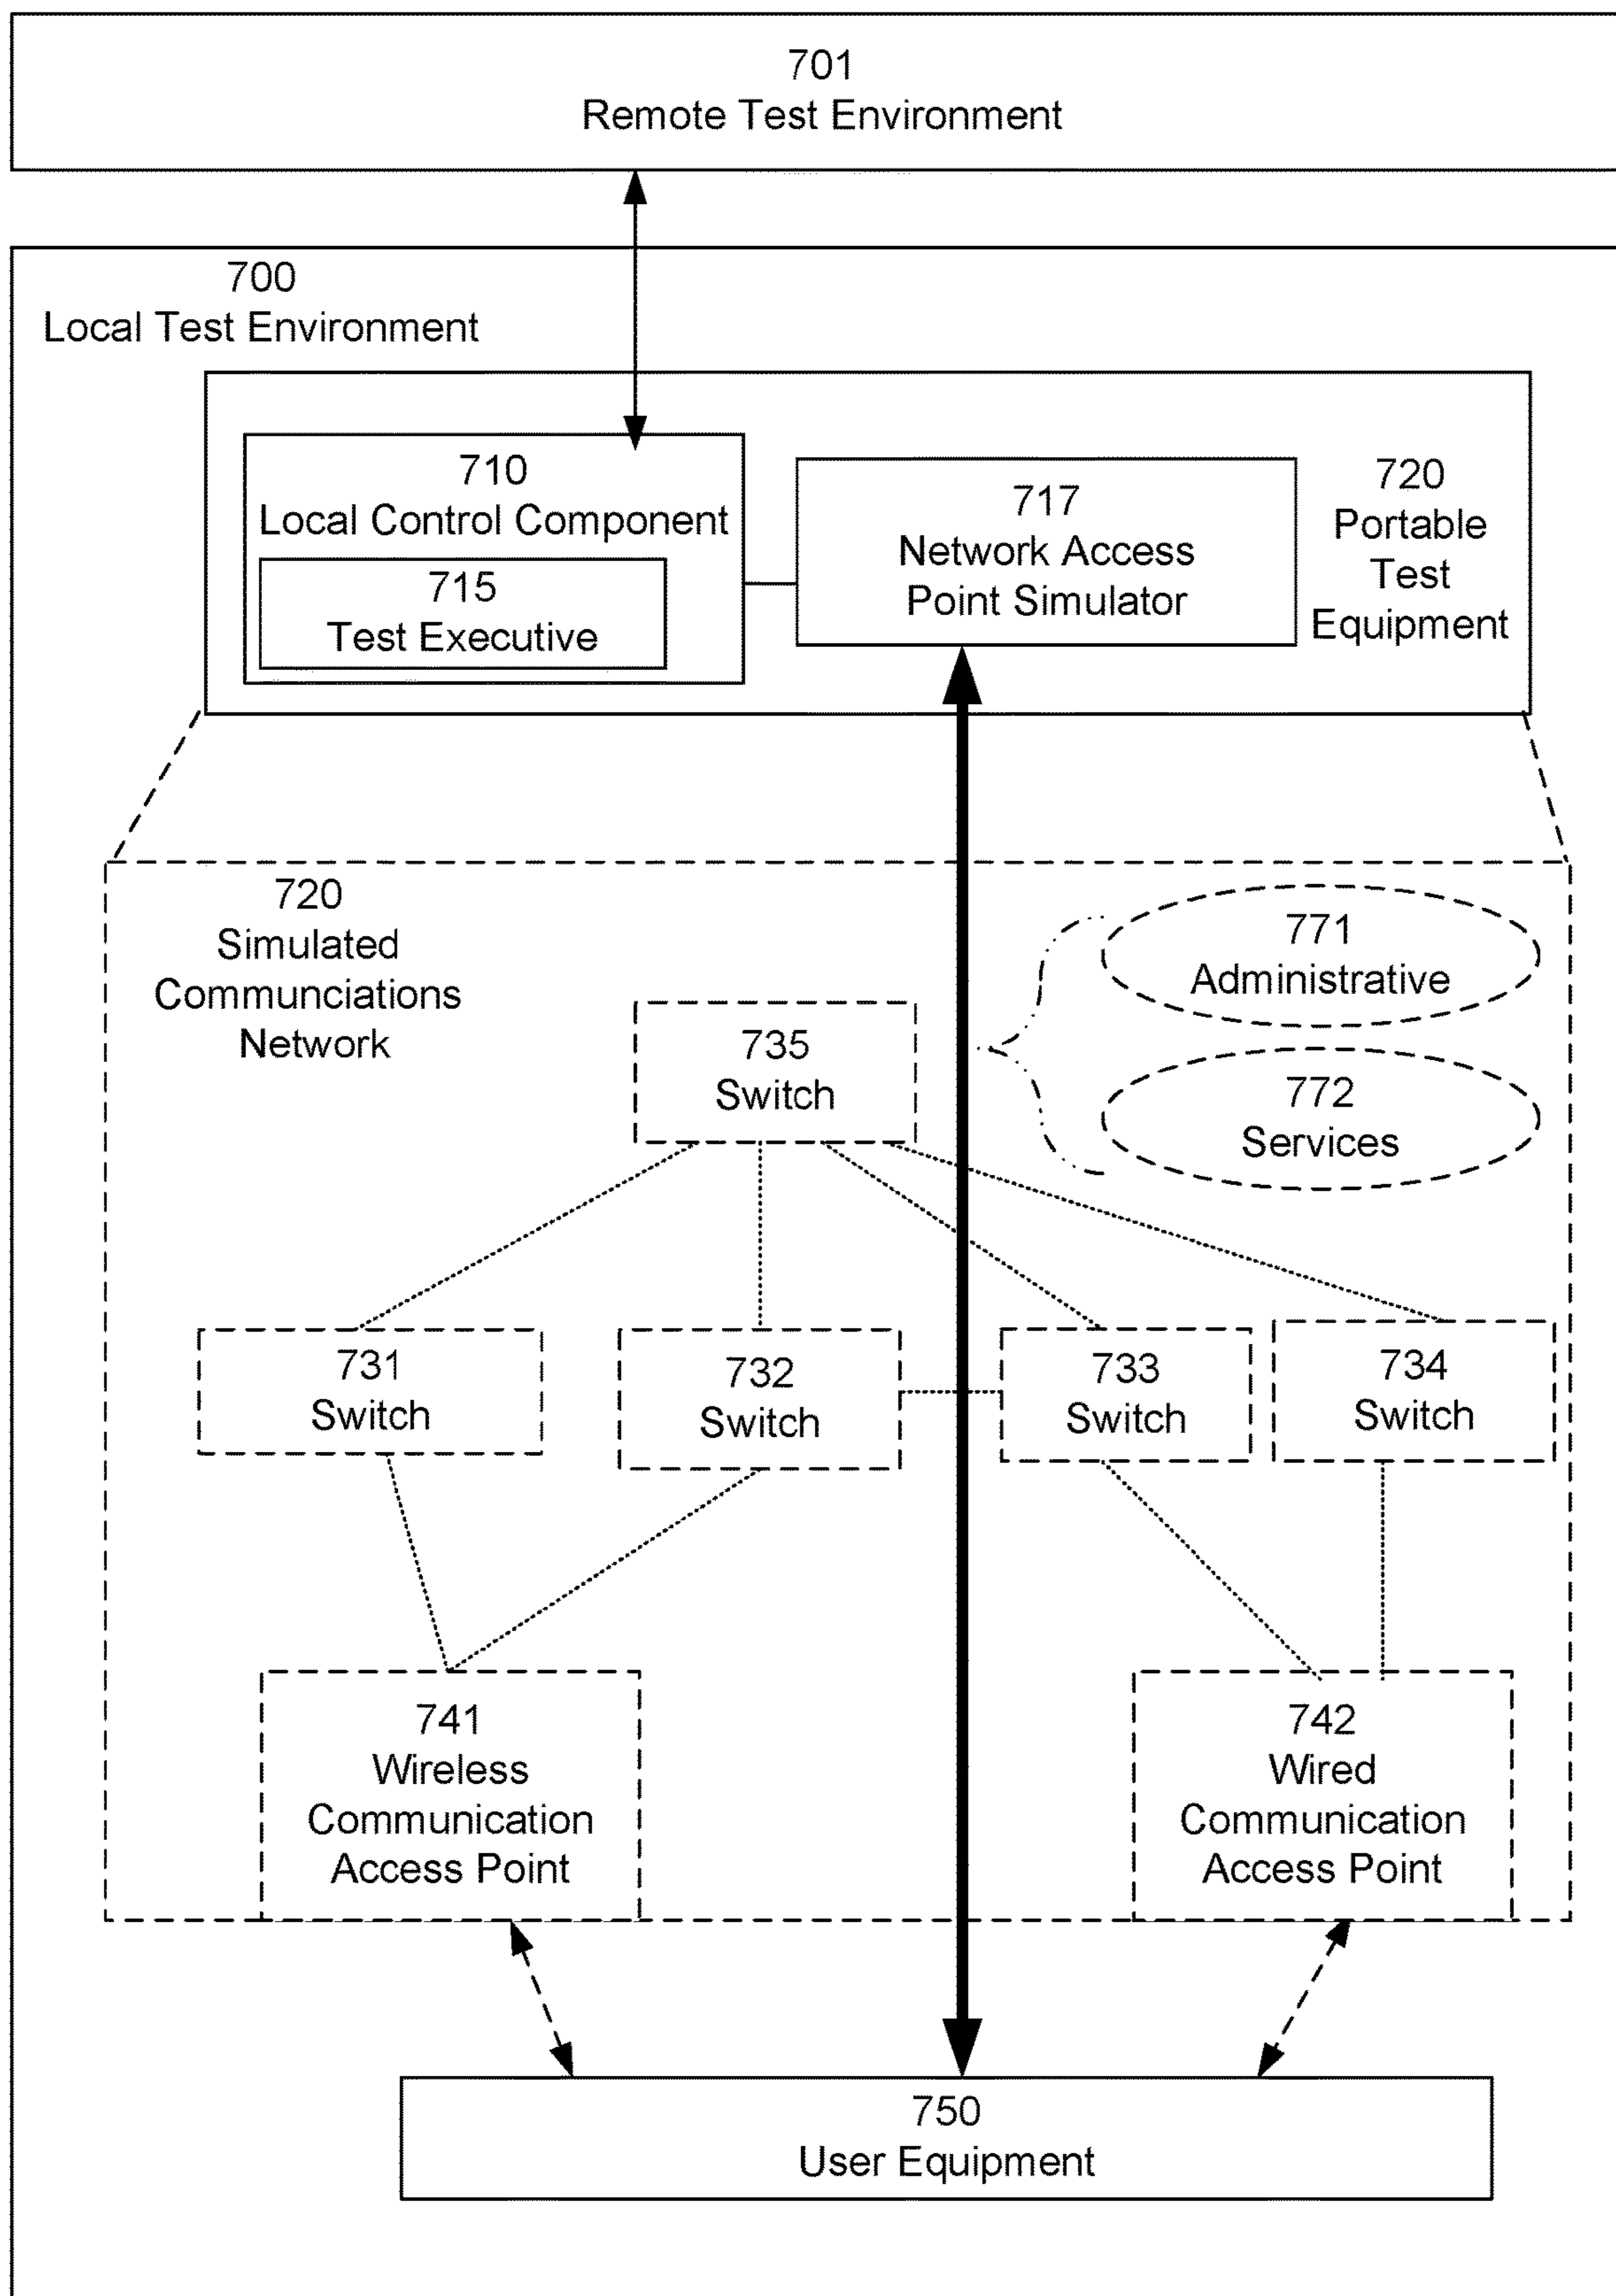 701
Remote Test Environment
700
Local Test Environment
710
Local Control Component
715
Test Executive
717
Network Access
Point Simulator
720
Portable
Test
Equipment
720
Simulated
Communciations
Network
771
Administrative
772
Services
735
Switch
731
Switch
732
Switch
733
Switch
734
Switch
741
Wireless
Communication
Access Point
742
Wired
Communication
Access Point
750
User Equipment